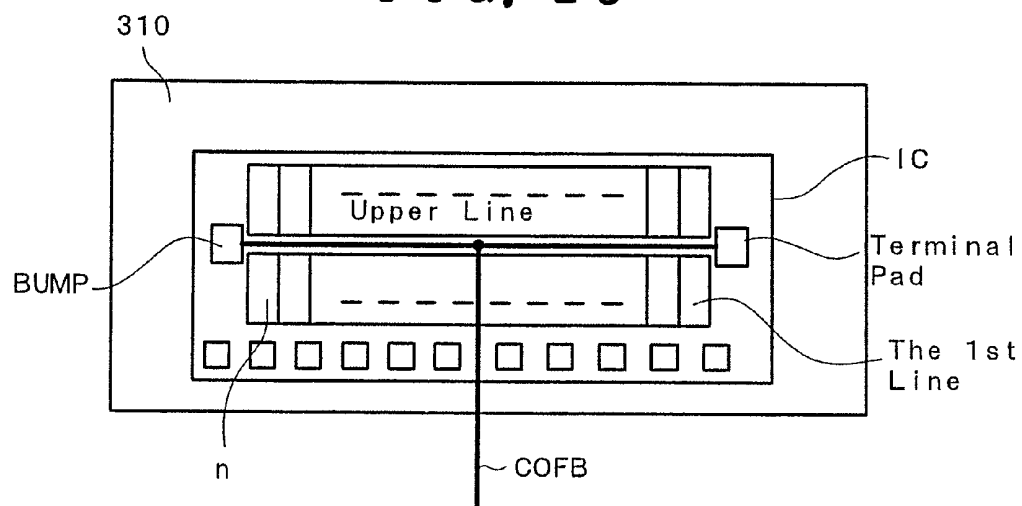 310
IC
Upper Line
BUMP
Terminal
Pad
The 1st
Line
n
COFB